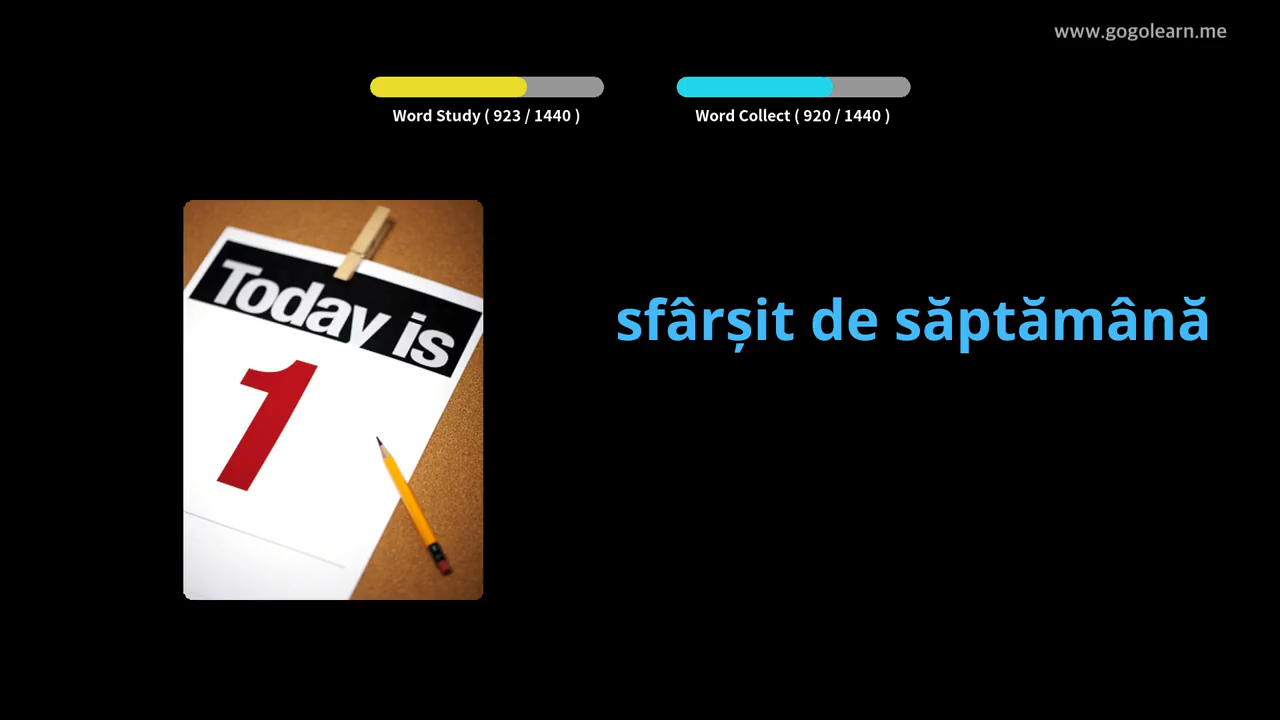 www.gogolearn.me
Word Study ( 923 / 1440 )
Word Collect ( 920 / 1440 )
Today is
1
sfârșit de săptămână